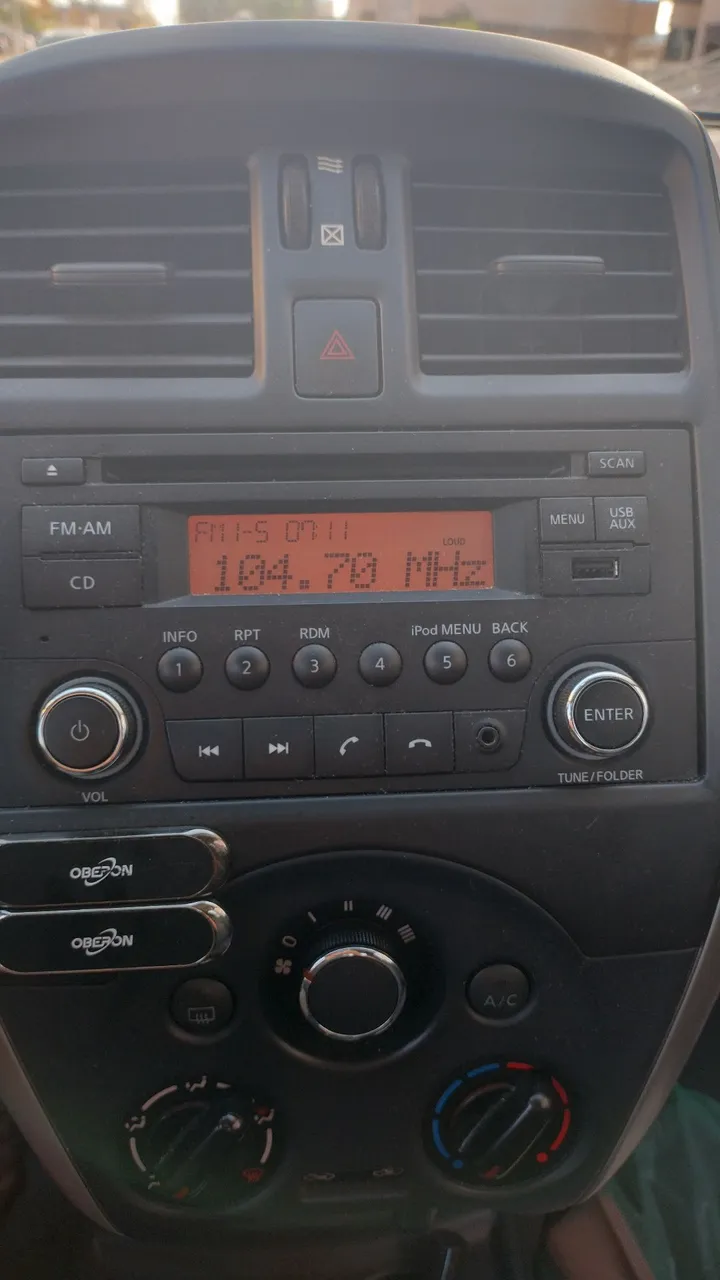 SCAN
FM·AM
CD
MENU
USB
AUX
07:11
LOUD
104.70 MHz
INFO
RPT
RDM
iPod MENU
BACK
1
2
3
4
5
6
ENTER
VOL
TUNE/FOLDER
OBERON
OBERON
0
A/C